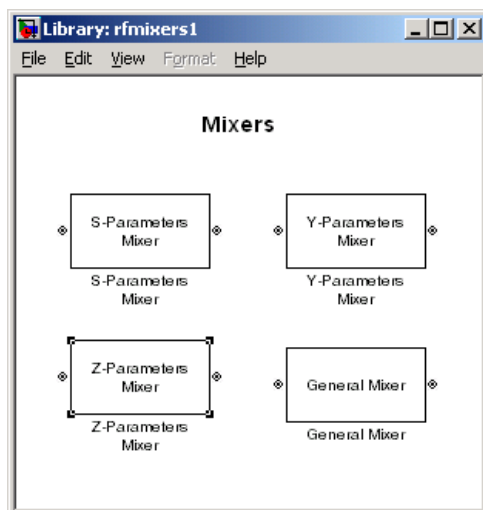 Library: rfmixers1
File Edit View Format Help
Mixers
S-Parameters
Mixer
S-Parameters
Mixer
Y-Parameters
Mixer
Y-Parameters
Mixer
Z-Parameters
Mixer
Z-Parameters
Mixer
General Mixer
General Mixer